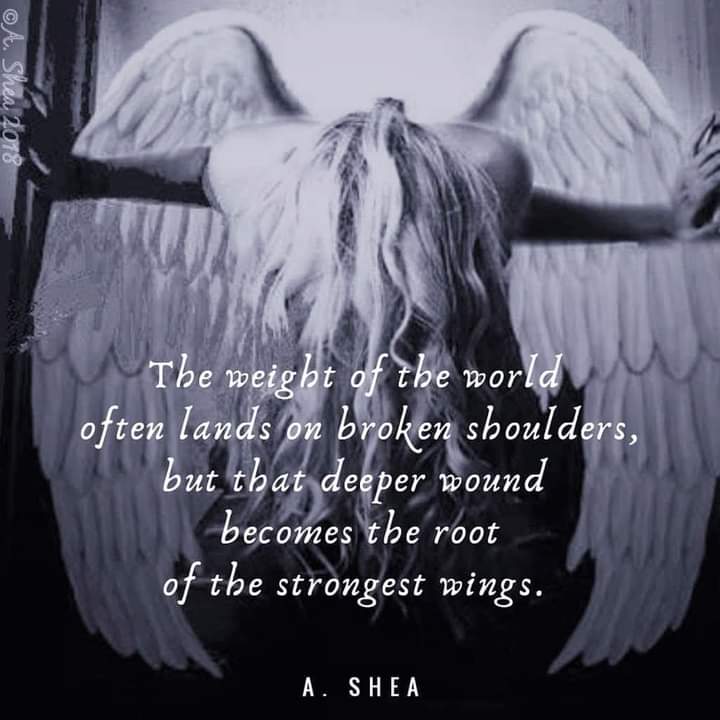 ©A. Shea 2018
The weight of the world
often lands on broken shoulders,
but that deeper wound
becomes the root
of the strongest wings.
A. SHEA